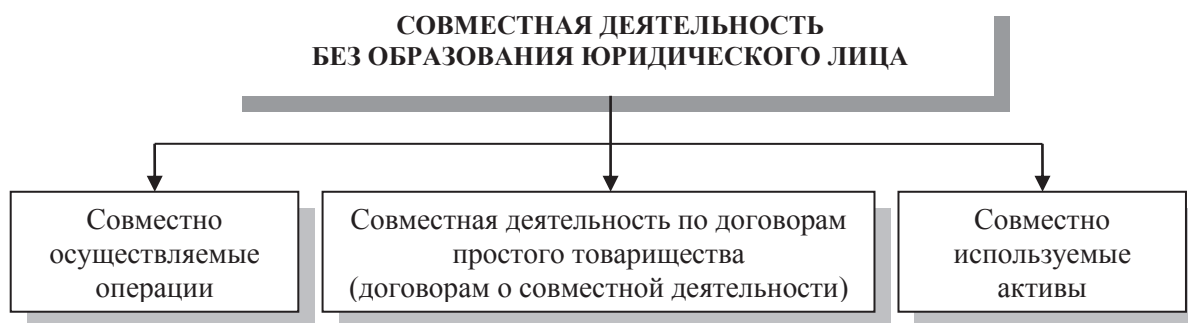 СОВМЕСТНАЯ ДЕЯТЕЛЬНОСТЬ
БЕЗ ОБРАЗОВАНИЯ ЮРИДИЧЕСКОГО ЛИЦА
Совместно
осуществляемые
операции
Совместная деятельность по договорам
простого товарищества
(договорам о совместной деятельности)
Совместно
используемые
активы